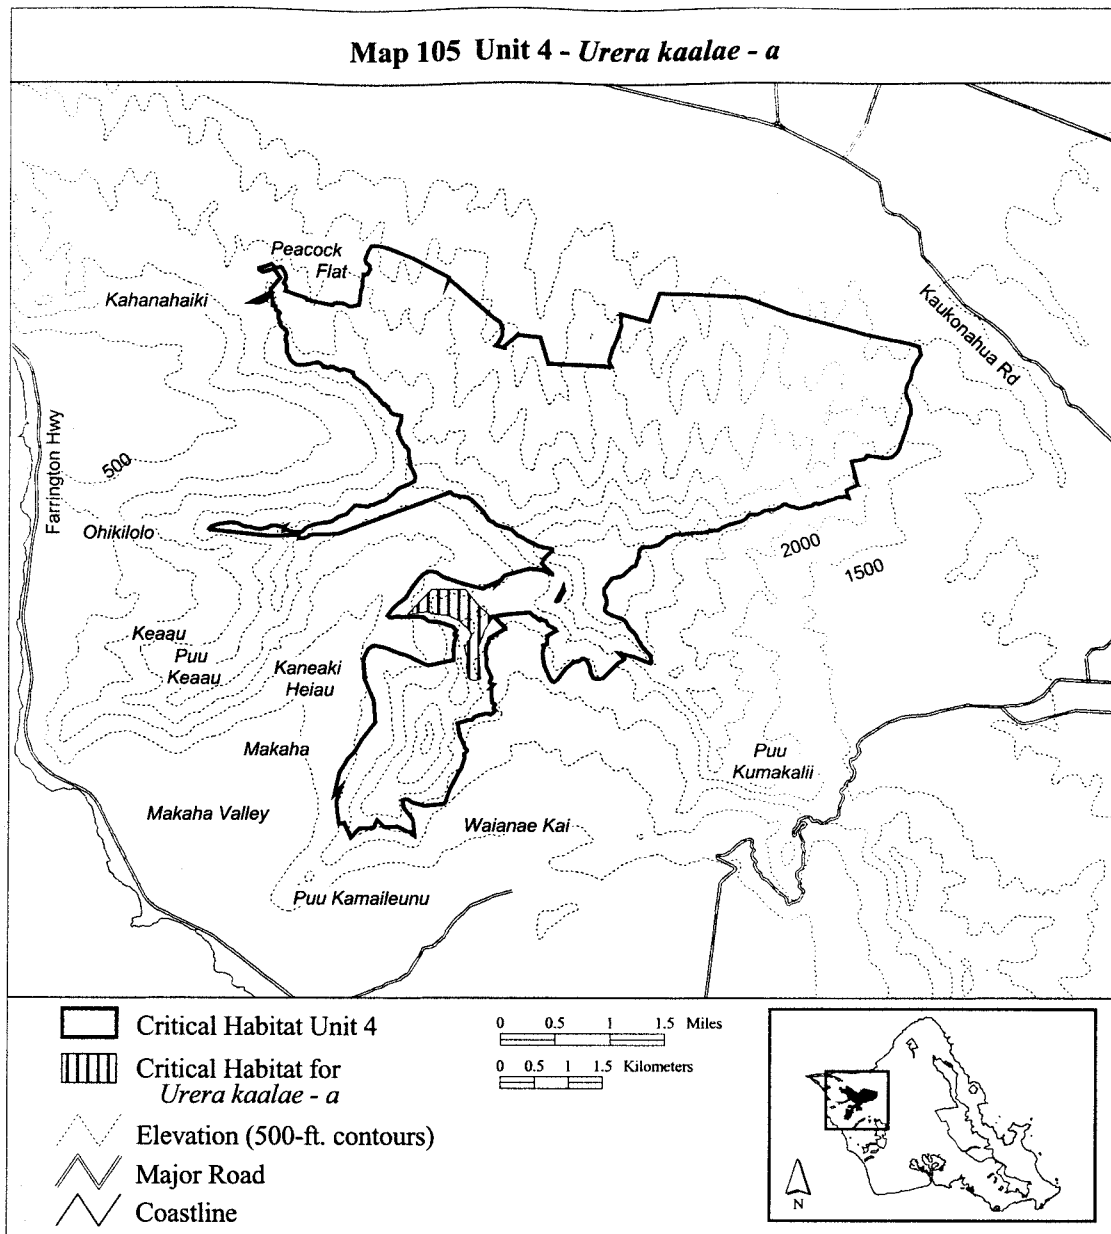 Map 105 Unit 4 - Urera kaalae - a
Peacock
Flat
Kahanahaiki
Kaukonahua Rd
Farrington Hwy
500
Ohikilolo
2000
1500
Keaau
Puu
Keaau
Kaneaki
Heiau
Makaha
Puu
Kumakalii
Makaha Valley
Waianae Kai
Puu Kamaileunu
Critical Habitat Unit 4
Critical Habitat for
Urera kaalae - a
Elevation (500-ft. contours)
Major Road
Coastline
0 0.5 1 1.5 Miles
0 0.5 1 1.5 Kilometers
N